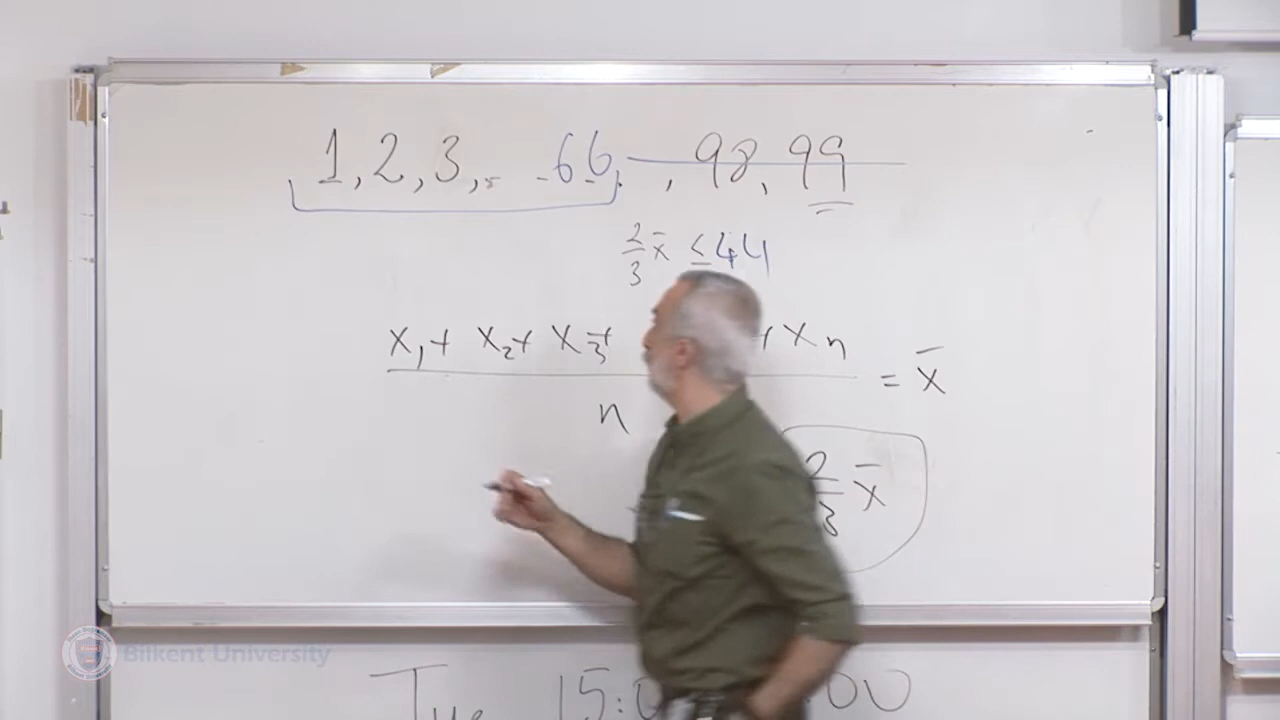 1, 2, 3, .. .66. , 98, 99
2/3 x̄ ≤ 44
x₁ + x₂ + x₃ + + xₙ
= x̄
n
2/3 x̄
Bilkent University
Tue 15:0 00